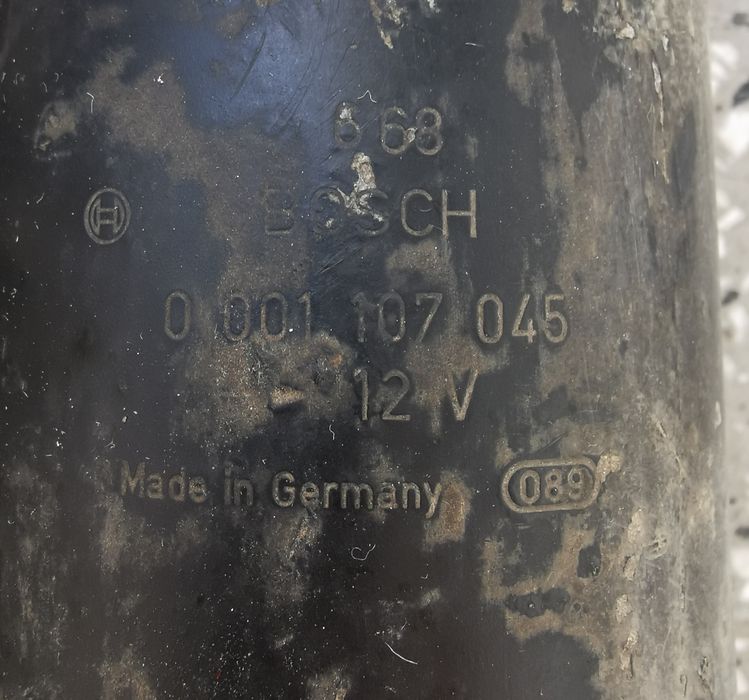 668
BOSCH
0 001 107 045
- 12 V
Made in Germany 089